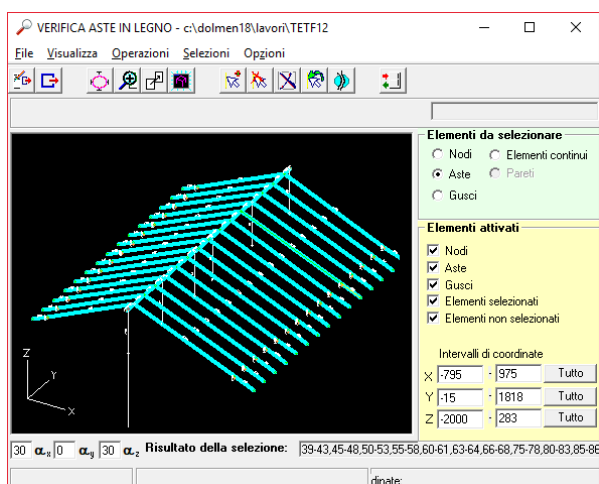 VERIFICA ASTE IN LEGNO - c:\dolmen18\lavori\TETF12
File Visualizza Operazioni Selezioni Opzioni
Elementi da selezionare
Nodi Elementi continui
Aste Pareti
Gusci
Elementi attivati
Nodi
Aste
Gusci
Elementi selezionati
Elementi non selezionati
Intervalli di coordinate
X -795 - 975 Tutto
Y -15 - 1818 Tutto
Z -2000 - 283 Tutto
Z
Y
X
30 αx 0 αy 30 αz Risultato della selezione: 39-43,45-48,50-53,55-58,60-61,63-64,66-68,75-78,80-83,85-86
dinate: